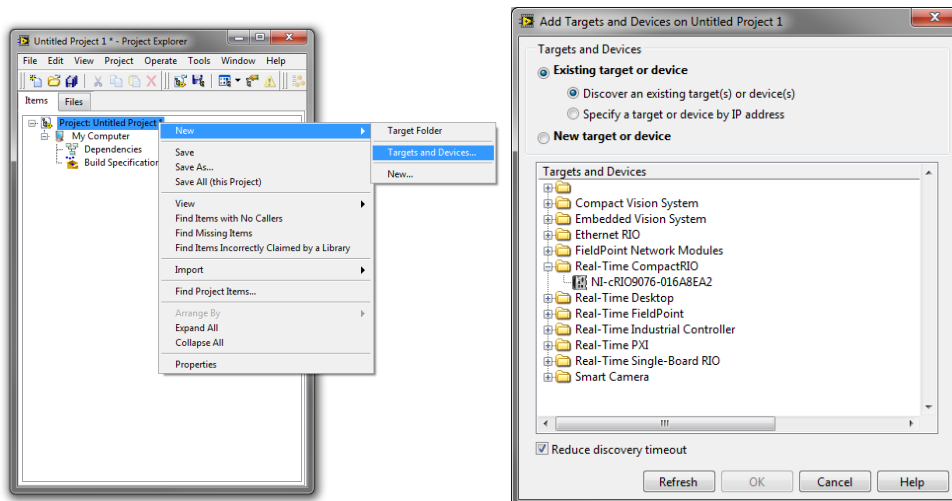 Untitled Project 1 * - Project Explorer
File Edit View Project Operate Tools Window Help
Items Files
Project: Untitled Project 1
My Computer
Dependencies
Build Specification
New
Save
Save As...
Save All (this Project)
View
Find Items with No Callers
Find Missing Items
Find Items Incorrectly Claimed by a Library
Import
Find Project Items...
Arrange By
Expand All
Collapse All
Properties
Target Folder
Targets and Devices...
New...
Add Targets and Devices on Untitled Project 1
Targets and Devices
Existing target or device
Discover an existing target(s) or device(s)
Specify a target or device by IP address
New target or device
Targets and Devices
Compact Vision System
Embedded Vision System
Ethernet RIO
FieldPoint Network Modules
Real-Time CompactRIO
NI-cRIO9076-016A8EA2
Real-Time Desktop
Real-Time FieldPoint
Real-Time Industrial Controller
Real-Time PXI
Real-Time Single-Board RIO
Smart Camera
Reduce discovery timeout
Refresh OK Cancel Help